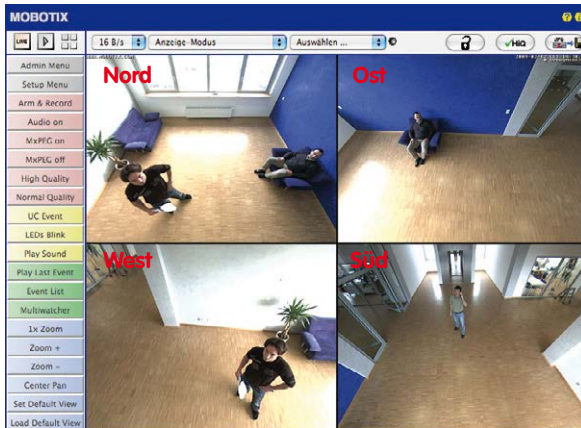 MOBOTIX
LIVE
16 B/s
Anzeige-Modus
Auswählen ...
HiQ
Admin Menu
Setup Menu
Arm & Record
Audio on
MxPEG on
MxPEG off
High Quality
Normal Quality
UC Event
LEDs Blink
Play Sound
Play Last Event
Event List
Multiwatcher
1x Zoom
Zoom +
Zoom –
Center Pan
Set Default View
Load Default View
Nord
Ost
West
Süd